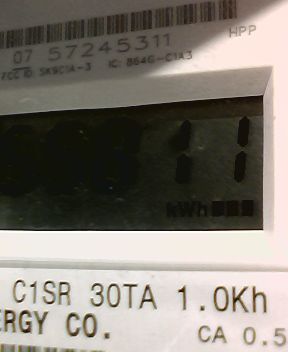 HPP
07 57245311
FCC ID: SK9C1A-3 IC: 864G-C1A3
11
kWh
C1SR 30TA 1.0Kh
ERGY CO.
CA 0.5